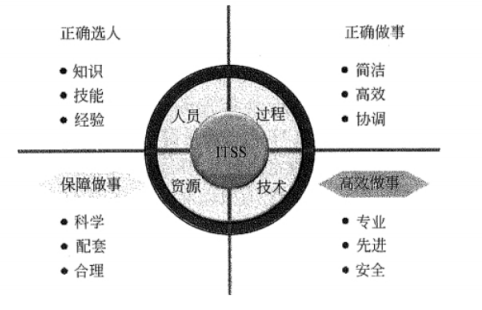 正确选人
知识
技能
经验
正确做事
简洁
高效
协调
人员
过程
ITSS
资源
技术
保障做事
科学
配套
合理
高效做事
专业
先进
安全